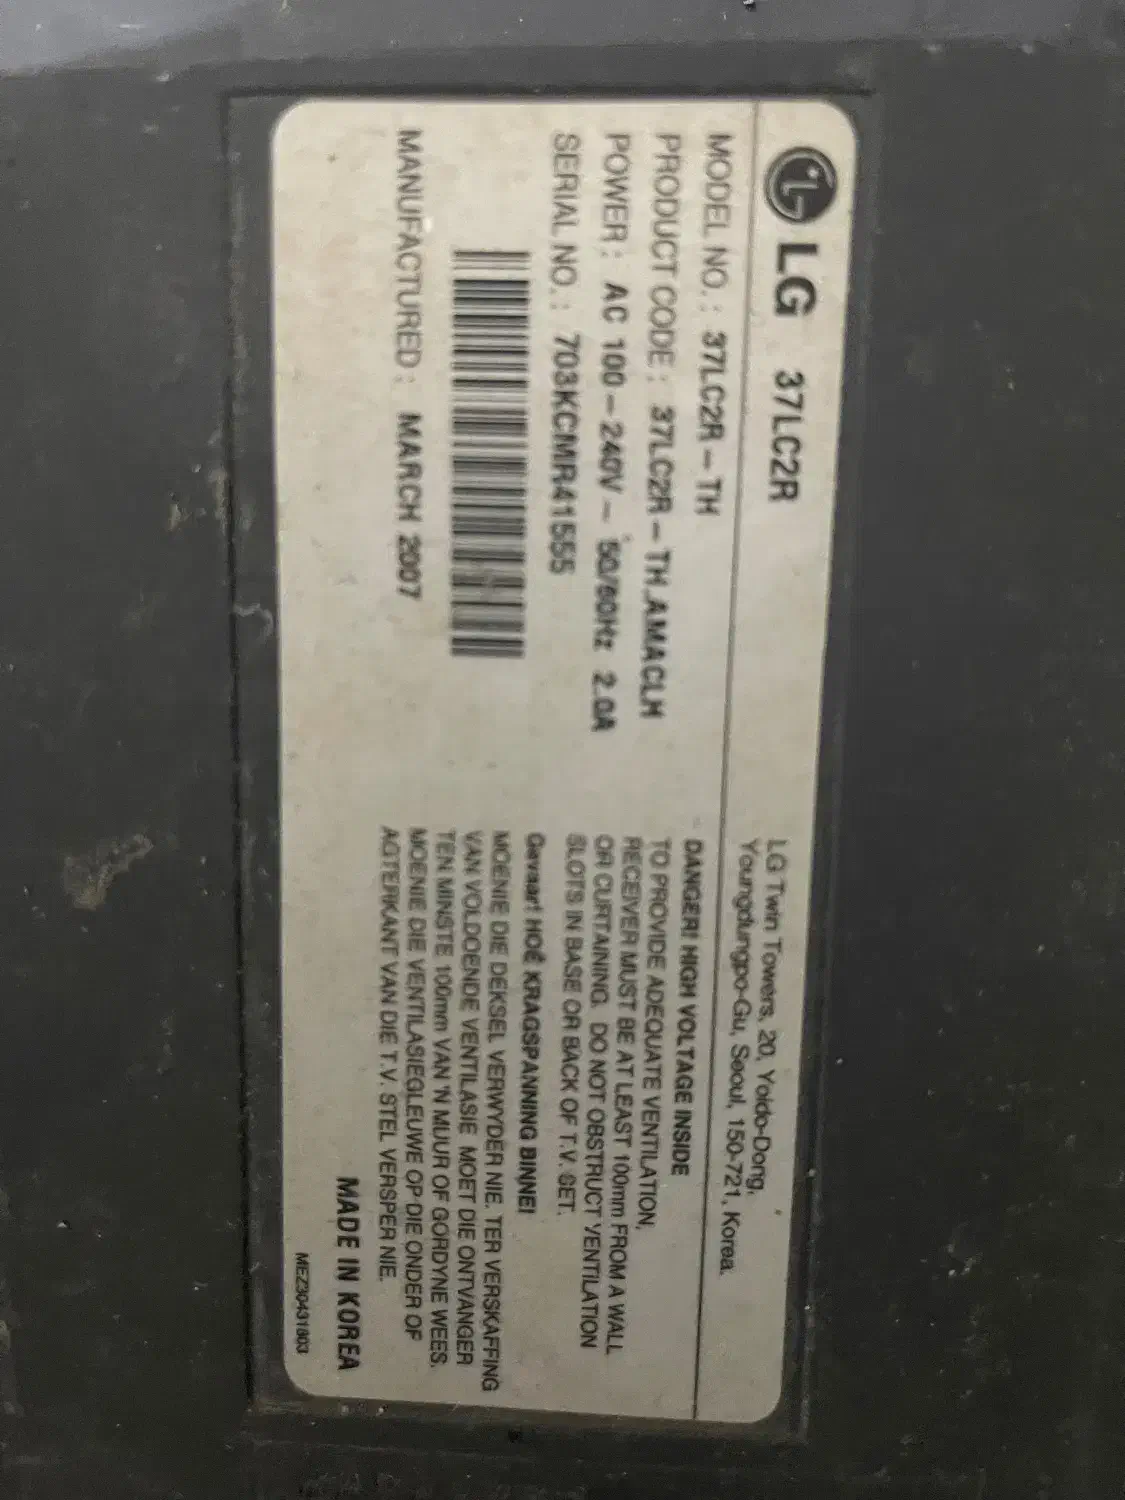 LG 37LC2R
LG Twin Towers, 20, Yoido-Dong,
Youngdungpo-Gu, Seoul, 150-721, Korea.
MODEL NO. : 37LC2R-TH
PRODUCT CODE : 37LC2R-TH.AMACLH
POWER : AC 100-240V~ 50/60Hz 2.0A
SERIAL NO. : 703KCMR41555
MANUFACTURED : MARCH 2007
DANGER! HIGH VOLTAGE INSIDE
TO PROVIDE ADEQUATE VENTILATION,
RECEIVER MUST BE AT LEAST 100mm FROM A WALL
OR CURTAINING. DO NOT OBSTRUCT VENTILATION
SLOTS IN BASE OR BACK OF T.V. SET.
Gevaar! HOË KRAGSPANNING BINNE!
MOENIE DIE DEKSEL VERWYDER NIE. TER VERSKAFFING
VAN VOLDOENDE VENTILASIE MOET DIE ONTVANGER
TEN MINSTE 100mm VAN 'N MUUR OF GORDYNE WEES.
MOENIE DIE VENTILASIEGLEUWE OP DIE ONDER OF
AGTERKANT VAN DIE T.V. STEL VERSPER NIE.
MADE IN KOREA
MEZ30431803